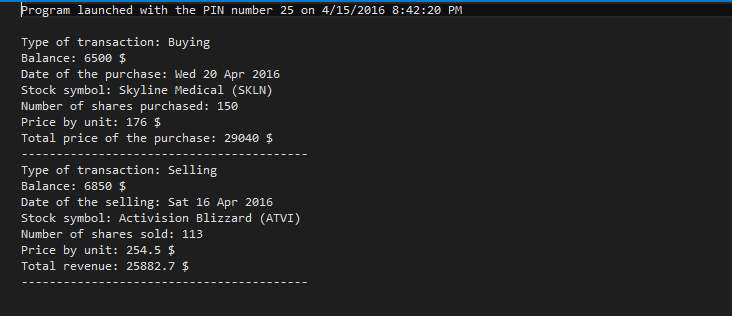 Program launched with the PIN number 25 on 4/15/2016 8:42:20 PM
Type of transaction: Buying
Balance: 6500 $
Date of the purchase: Wed 20 Apr 2016
Stock symbol: Skyline Medical (SKLN)
Number of shares purchased: 150
Price by unit: 176 $
Total price of the purchase: 29040 $
-----------------------------------------
Type of transaction: Selling
Balance: 6850 $
Date of the selling: Sat 16 Apr 2016
Stock symbol: Activision Blizzard (ATVI)
Number of shares sold: 113
Price by unit: 254.5 $
Total revenue: 25882.7 $
-----------------------------------------